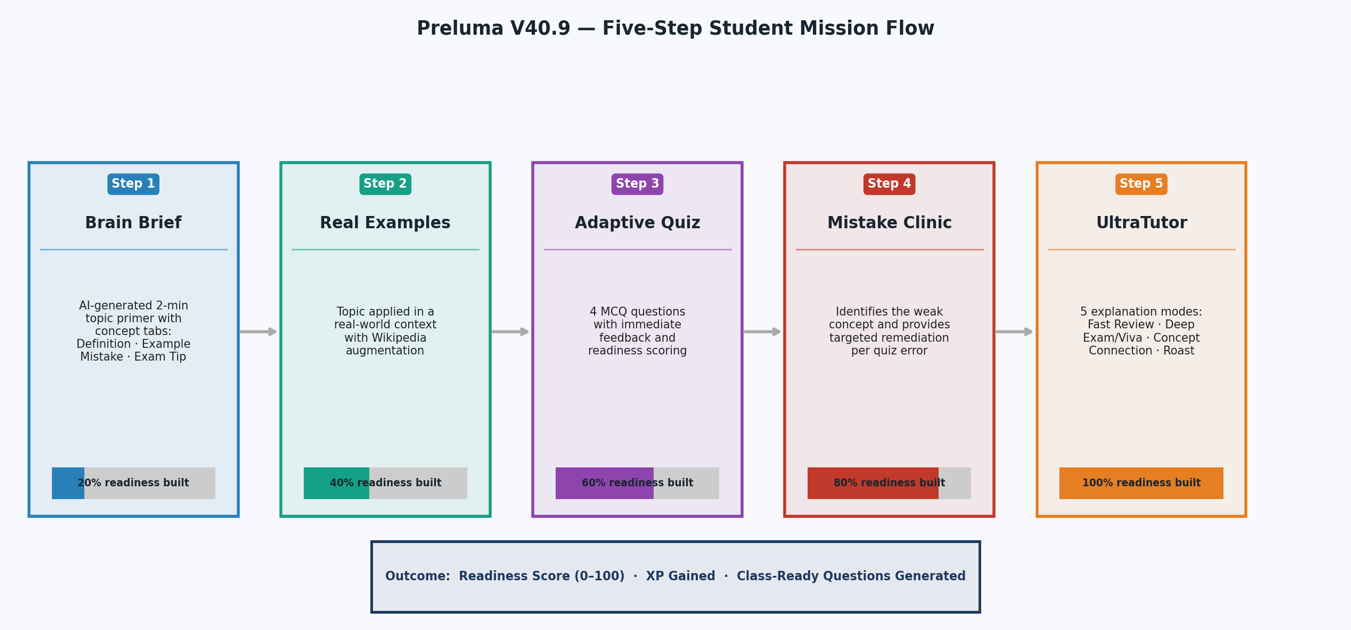 Preluma V40.9 — Five-Step Student Mission Flow
Step 1
Brain Brief
AI-generated 2-min
topic primer with
concept tabs:
Definition · Example
Mistake · Exam Tip
20% readiness built
Step 2
Real Examples
Topic applied in a
real-world context
with Wikipedia
augmentation
40% readiness built
Step 3
Adaptive Quiz
4 MCQ questions
with immediate
feedback and
readiness scoring
60% readiness built
Step 4
Mistake Clinic
Identifies the weak
concept and provides
targeted remediation
per quiz error
80% readiness built
Step 5
UltraTutor
5 explanation modes:
Fast Review · Deep
Exam/Viva · Concept
Connection · Roast
100% readiness built
Outcome:  Readiness Score (0–100)  ·  XP Gained  ·  Class-Ready Questions Generated